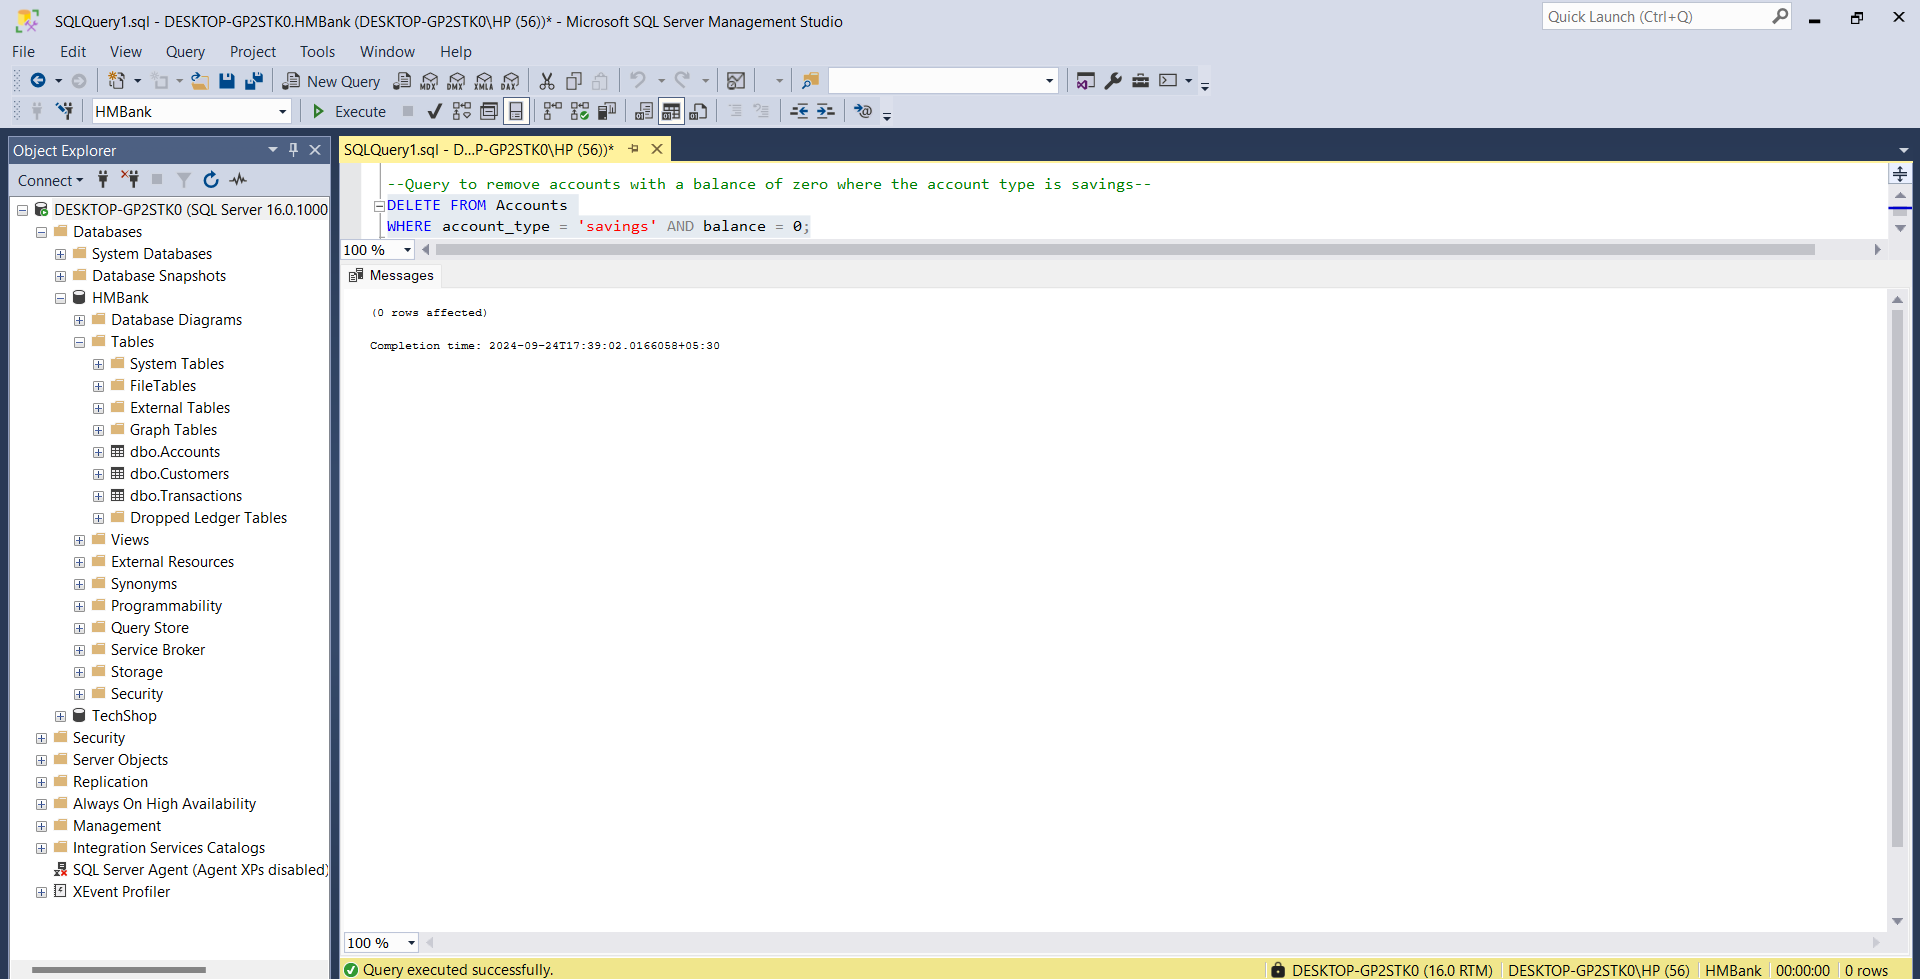 SQLQuery1.sql - DESKTOP-GP2STK0.HMBank (DESKTOP-GP2STK0\HP (56))* - Microsoft SQL Server Management Studio
Quick Launch (Ctrl+Q)
File Edit View Query Project Tools Window Help
New Query MDX DMX XMLA DAX
HMBank Execute
Object Explorer
SQLQuery1.sql - D...P-GP2STK0\HP (56))*
Connect
DESKTOP-GP2STK0 (SQL Server 16.0.1000
Databases
System Databases
Database Snapshots
HMBank
Database Diagrams
Tables
System Tables
FileTables
External Tables
Graph Tables
dbo.Accounts
dbo.Customers
dbo.Transactions
Dropped Ledger Tables
Views
External Resources
Synonyms
Programmability
Query Store
Service Broker
Storage
Security
TechShop
Security
Server Objects
Replication
Always On High Availability
Management
Integration Services Catalogs
SQL Server Agent (Agent XPs disabled)
XEvent Profiler
--Query to remove accounts with a balance of zero where the account type is savings--
DELETE FROM Accounts
WHERE account_type = 'savings' AND balance = 0;
100 %
Messages
(0 rows affected)
Completion time: 2024-09-24T17:39:02.0166058+05:30
100 %
Query executed successfully.
DESKTOP-GP2STK0 (16.0 RTM) DESKTOP-GP2STK0\HP (56) HMBank 00:00:00 0 rows